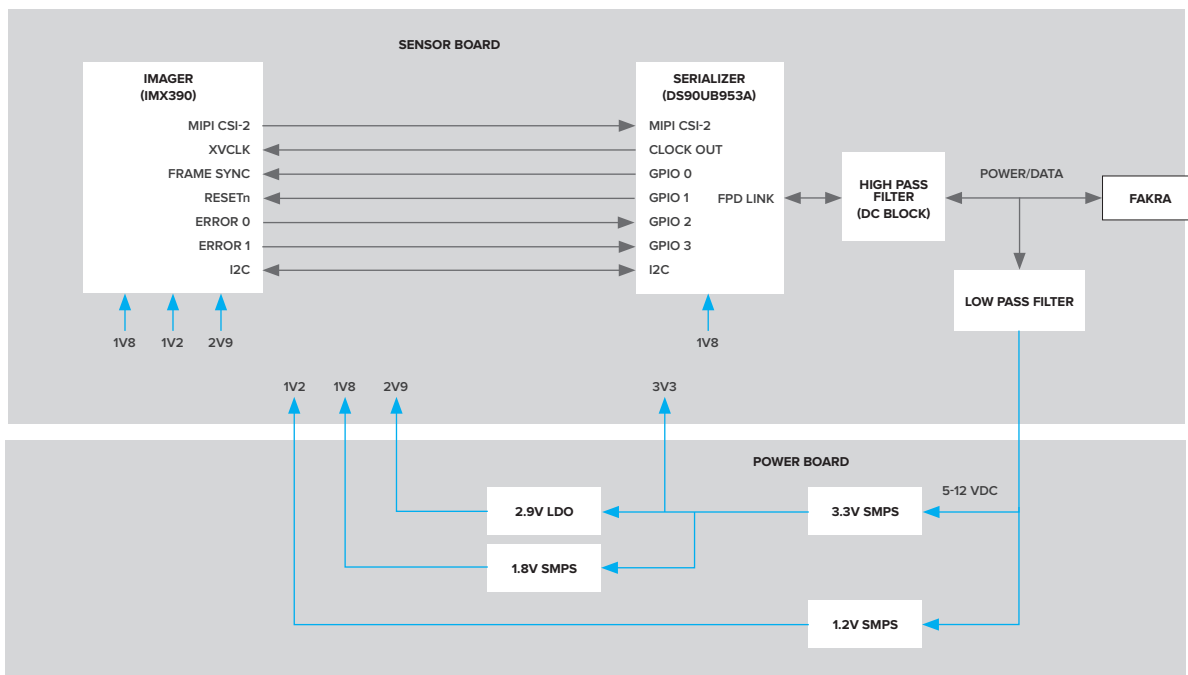 SENSOR BOARD
IMAGER
(IMX390)
MIPI CSI-2
XVCLK
FRAME SYNC
RESETn
ERROR 0
ERROR 1
I2C
SERIALIZER
(DS90UB953A)
MIPI CSI-2
CLOCK OUT
GPIO 0
GPIO 1
FPD LINK
GPIO 2
GPIO 3
I2C
HIGH PASS
FILTER
(DC BLOCK)
POWER/DATA
FAKRA
LOW PASS FILTER
1V8
1V2
2V9
1V8
1V2
1V8
2V9
3V3
POWER BOARD
5-12 VDC
2.9V LDO
3.3V SMPS
1.8V SMPS
1.2V SMPS